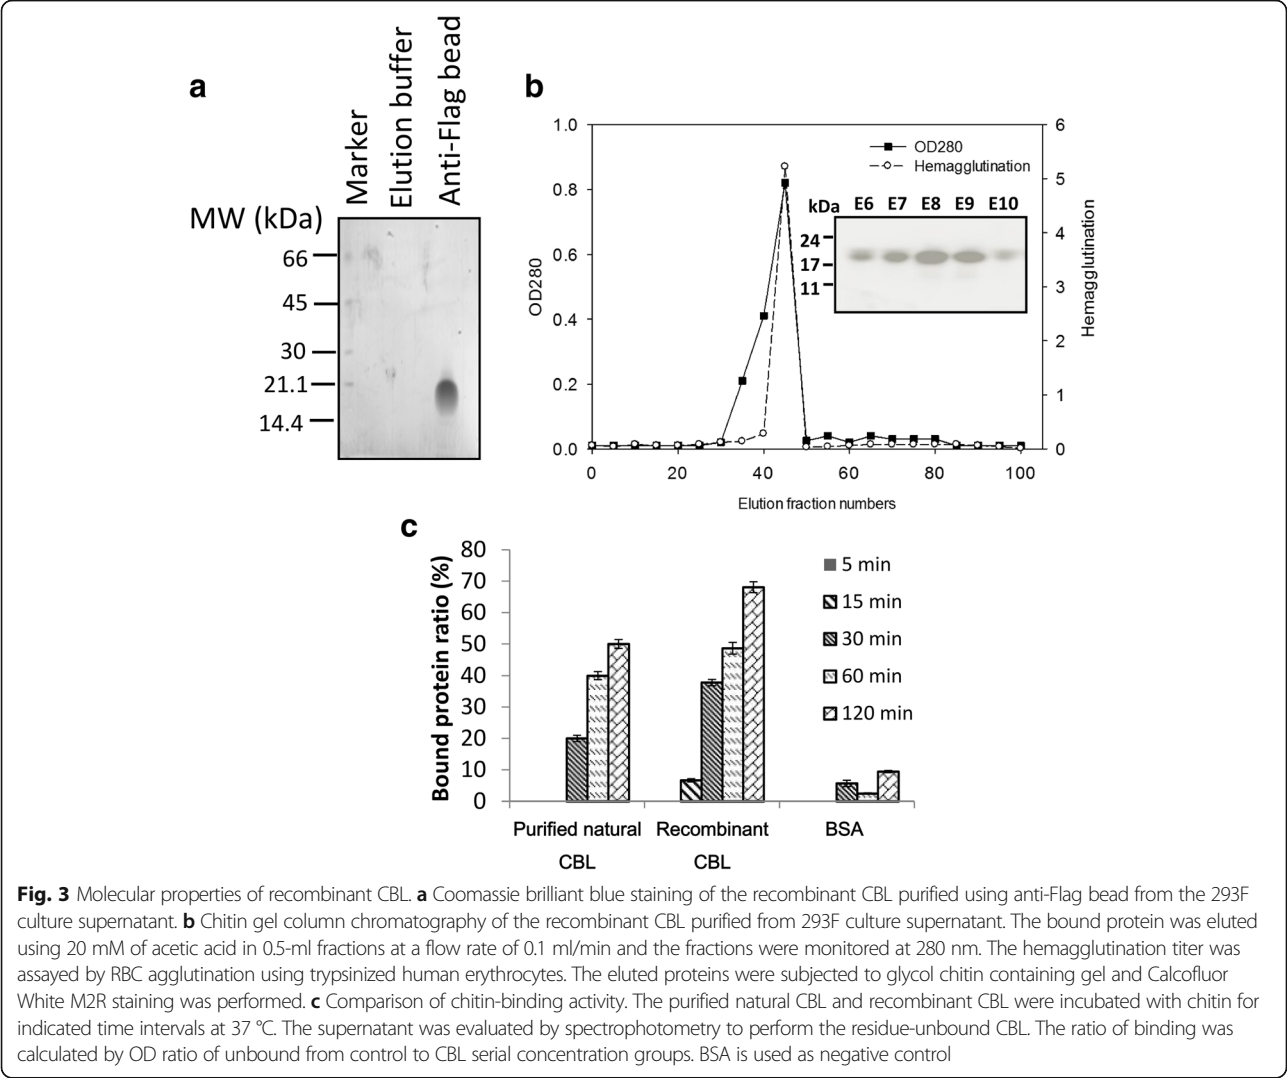 a
Marker
Elution buffer
Anti-Flag bead
MW (kDa)
66
45
30
21.1
14.4
b
1.0
0.8
0.6
0.4
0.2
0.0
OD280
6
5
4
3
2
1
0
Hemagglutination
OD280
Hemagglutination
kDa E6 E7 E8 E9 E10
24
17
11
0 20 40 60 80 100
Elution fraction numbers
c
Bound protein ratio (%)
80
70
60
50
40
30
20
10
0
5 min
15 min
30 min
60 min
120 min
Purified natural CBL
Recombinant CBL
BSA
Fig. 3 Molecular properties of recombinant CBL. a Coomassie brilliant blue staining of the recombinant CBL purified using anti-Flag bead from the 293F
culture supernatant. b Chitin gel column chromatography of the recombinant CBL purified from 293F culture supernatant. The bound protein was eluted
using 20 mM of acetic acid in 0.5-ml fractions at a flow rate of 0.1 ml/min and the fractions were monitored at 280 nm. The hemagglutination titer was
assayed by RBC agglutination using trypsinized human erythrocytes. The eluted proteins were subjected to glycol chitin containing gel and Calcofluor
White M2R staining was performed. c Comparison of chitin-binding activity. The purified natural CBL and recombinant CBL were incubated with chitin for
indicated time intervals at 37 °C. The supernatant was evaluated by spectrophotometry to perform the residue-unbound CBL. The ratio of binding was
calculated by OD ratio of unbound from control to CBL serial concentration groups. BSA is used as negative control